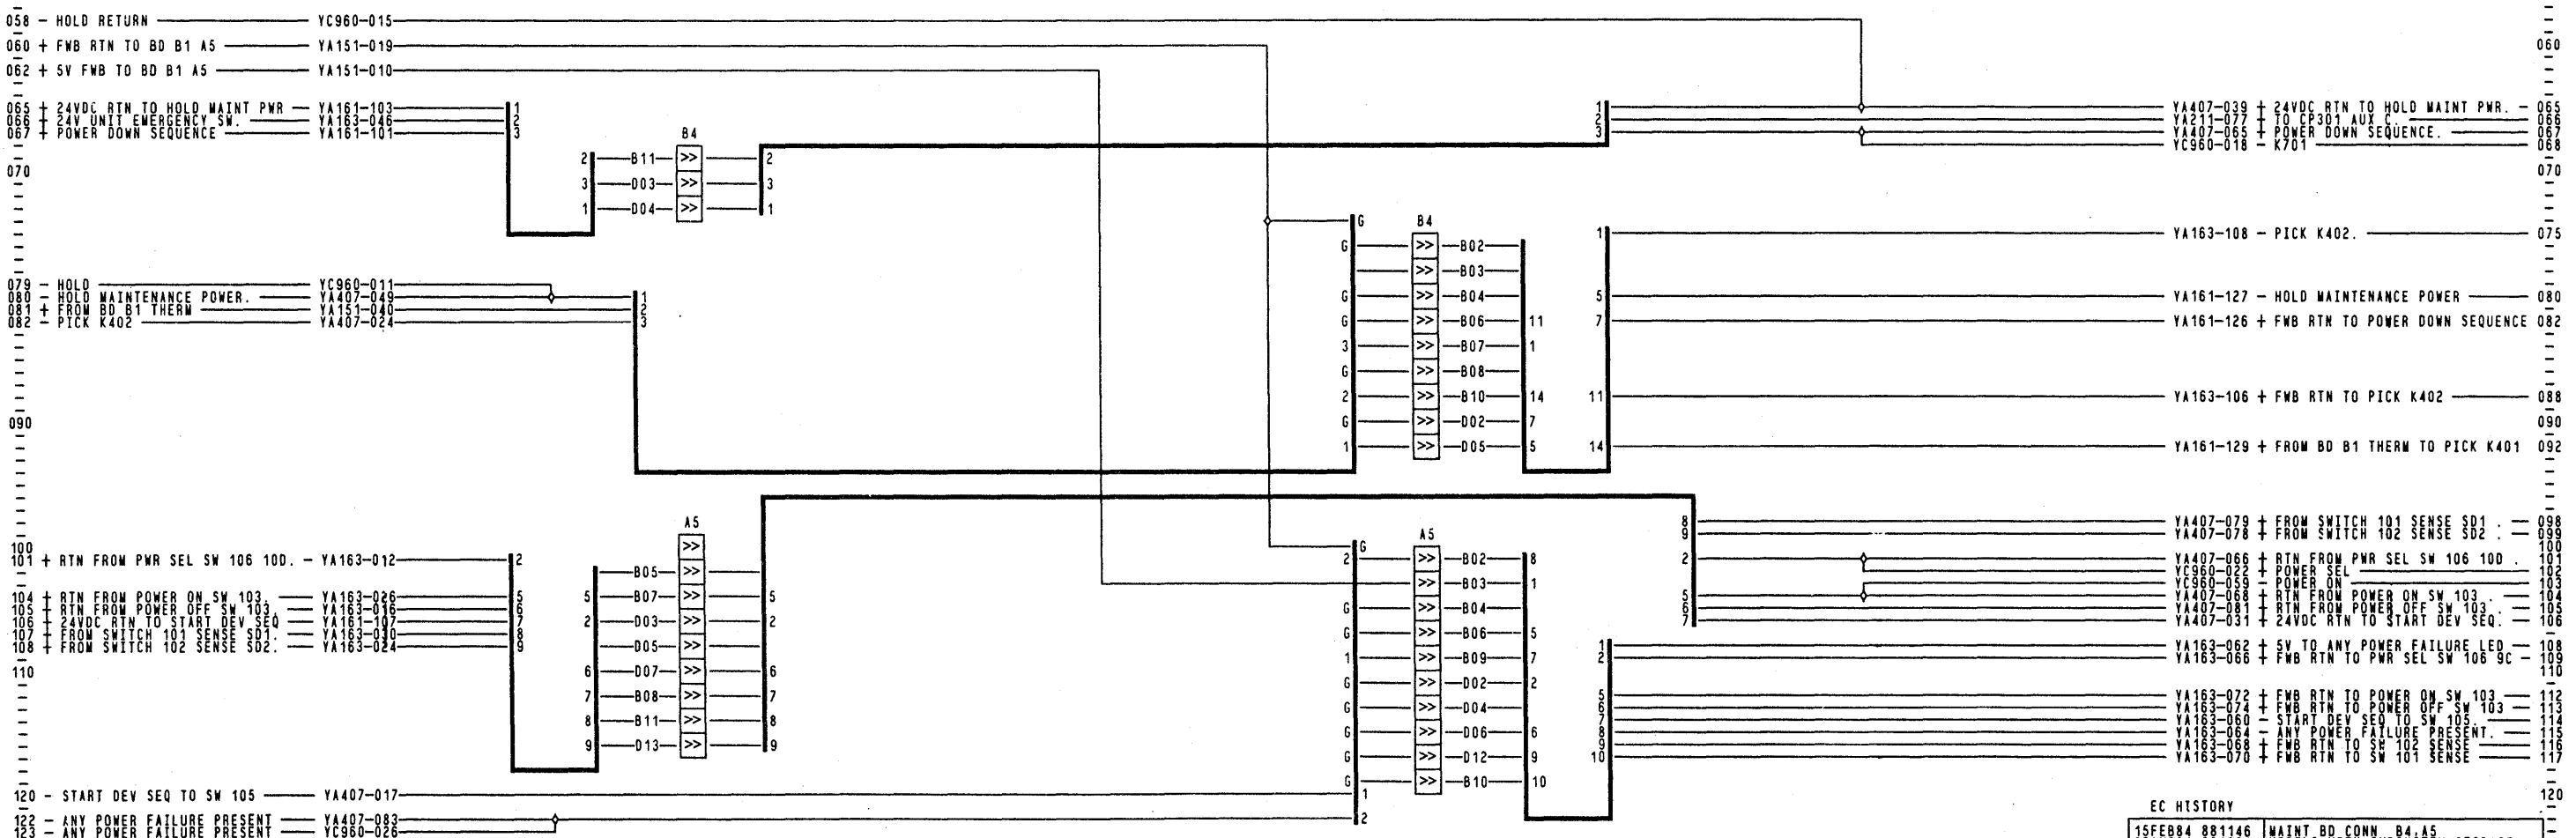 058 - HOLD RETURN YC960-015
060 + FWB RTN TO BD B1 A5 YA151-019
062 + 5V FWB TO BD B1 A5 YA151-010
065 + 24VDC RTN TO HOLD MAINT PWR YA161-103
066 + 24V UNIT EMERGENCY SW. YA163-046
067 + POWER DOWN SEQUENCE YA161-101
070
079 - HOLD YC960-011
080 - HOLD MAINTENANCE POWER. YA407-049
081 + FROM BD B1 THERM YA151-040
082 - PICK K402 YA407-024
090
100
101 + RTN FROM PWR SEL SW 106 10D. YA163-012
104 + RTN FROM POWER ON SW 103. YA163-026
105 + RTN FROM POWER OFF SW 103. YA163-016
106 + 24VDC RTN TO START DEV SEQ YA161-107
107 + FROM SWITCH 101 SENSE SD1. YA163-030
108 + FROM SWITCH 102 SENSE SD2. YA163-024
110
120 - START DEV SEQ TO SW 105 YA407-017
122 - ANY POWER FAILURE PRESENT YA407-083
123 - ANY POWER FAILURE PRESENT YC960-026
1
2
3
B4
2 B11 >> 2
3 D03 >> 3
1 D04 >> 1
1
2
3
2
5
6
7
8
9
A5
>>
B05 >>
5 B07 >> 5
2 D03 >> 2
D05 >>
6 D07 >> 6
7 B08 >> 7
8 B11 >> 8
9 D13 >> 9
G
B4
G >> B02
>> B03
G >> B04
G >> B06 11
3 >> B07 1
G >> B08
2 >> B10 14
G >> D02 7
1 >> D05 5
1
5
7
11
14
G
A5
2 >> B02 8
>> B03 1
G >> B04
G >> B06 5
1 >> B09 7
G >> D02 2
G >> D04
G >> D06 6
G >> D12 9
G >> B10 10
1
2
1
2
3
8
9
2
5
6
7
1
2
5
6
7
8
9
10
060
YA407-039 + 24VDC RTN TO HOLD MAINT PWR. - 065
YA211-077 + TO CP301 AUX C. 066
YA407-065 + POWER DOWN SEQUENCE. 067
YC960-018 - K701 068
070
YA163-108 - PICK K402. 075
YA161-127 - HOLD MAINTENANCE POWER 080
YA161-126 + FWB RTN TO POWER DOWN SEQUENCE 082
YA163-106 + FWB RTN TO PICK K402 088
090
YA161-129 + FROM BD B1 THERM TO PICK K401 092
YA407-079 + FROM SWITCH 101 SENSE SD1 . 098
YA407-078 + FROM SWITCH 102 SENSE SD2 . 099
100
YA407-066 + RTN FROM PWR SEL SW 106 10D . 101
YC960-022 + POWER SEL 102
YC960-059 - POWER ON 103
YA407-068 + RTN FROM POWER ON SW 103 . 104
YA407-081 + RTN FROM POWER OFF SW 103 . 105
YA407-031 + 24VDC RTN TO START DEV SEQ. 106
YA163-062 + 5V TO ANY POWER FAILURE LED 108
YA163-066 + FWB RTN TO PWR SEL SW 106 9C - 109
110
YA163-072 + FWB RTN TO POWER ON SW 103 112
YA163-074 + FWB RTN TO POWER OFF SW 103 113
YA163-060 - START DEV SEQ TO SW 105. 114
YA163-064 - ANY POWER FAILURE PRESENT. 115
YA163-068 + FWB RTN TO SW 102 SENSE 116
YA163-070 + FWB RTN TO SW 101 SENSE 117
120
EC HISTORY
15FEB84 881146 MAINT BD CONN B4,A5